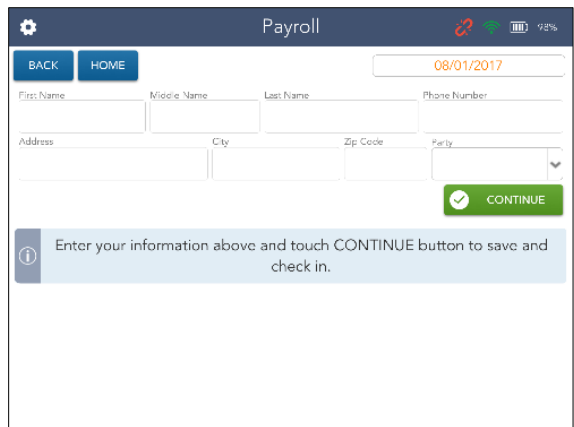 Payroll
98%
BACK HOME 08/01/2017
First Name Middle Name Last Name Phone Number
Address City Zip Code Party
CONTINUE
Enter your information above and touch CONTINUE button to save and
check in.